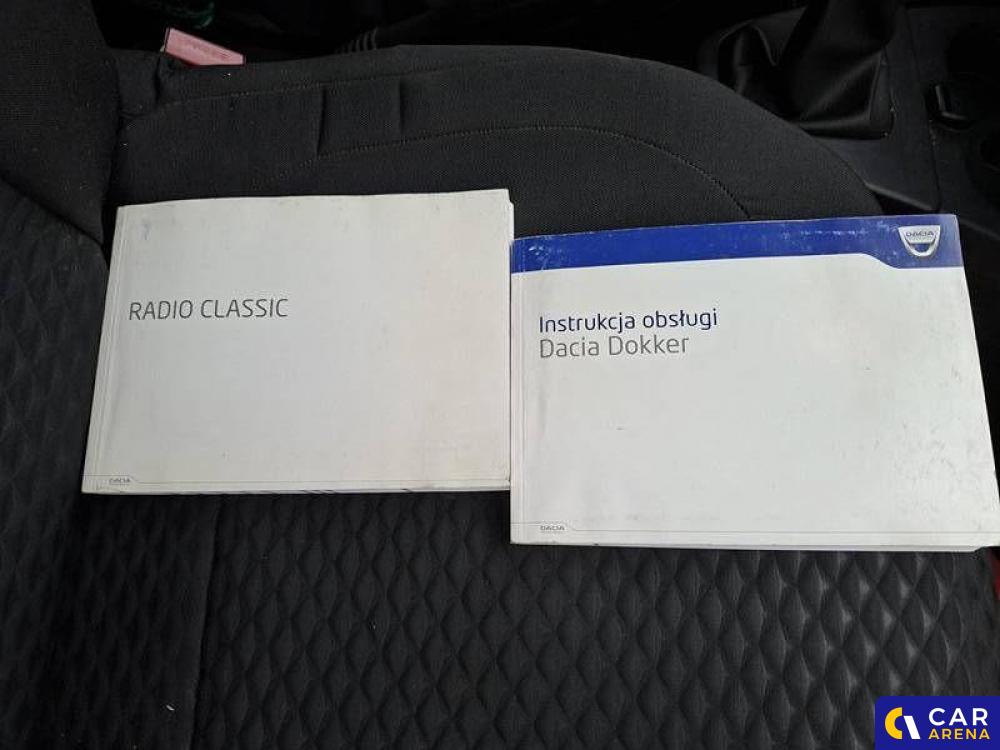 RADIO CLASSIC
DACIA
DACIA
Instrukcja obsługi
Dacia Dokker
DACIA
CAR
ARENA